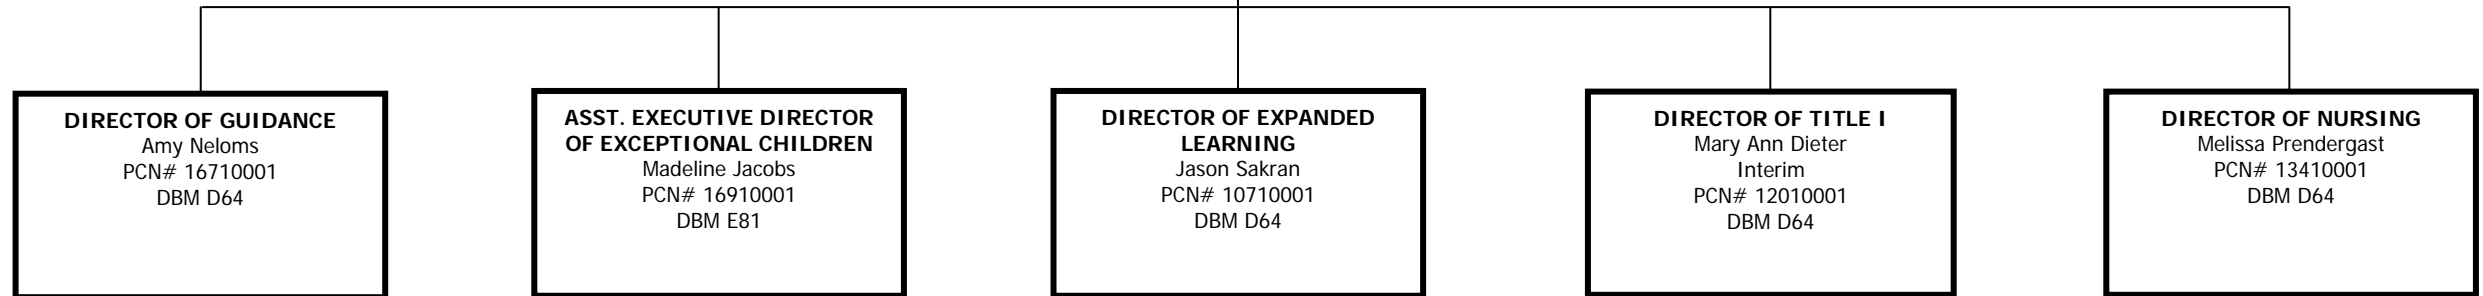 DIRECTOR OF GUIDANCE
Amy Neloms
PCN# 16710001
DBM D64
ASST. EXECUTIVE DIRECTOR
OF EXCEPTIONAL CHILDREN
Madeline Jacobs
PCN# 16910001
DBM E81
DIRECTOR OF EXPANDED
LEARNING
Jason Sakran
PCN# 10710001
DBM D64
DIRECTOR OF TITLE I
Mary Ann Dieter
Interim
PCN# 12010001
DBM D64
DIRECTOR OF NURSING
Melissa Prendergast
PCN# 13410001
DBM D64